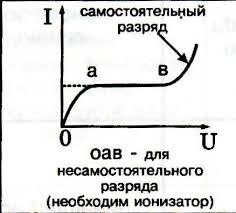 I
самостоятельный
разряд
а
в
0
U
ОАВ - для
несамостоятельного
разряда
(необходим ионизатор)